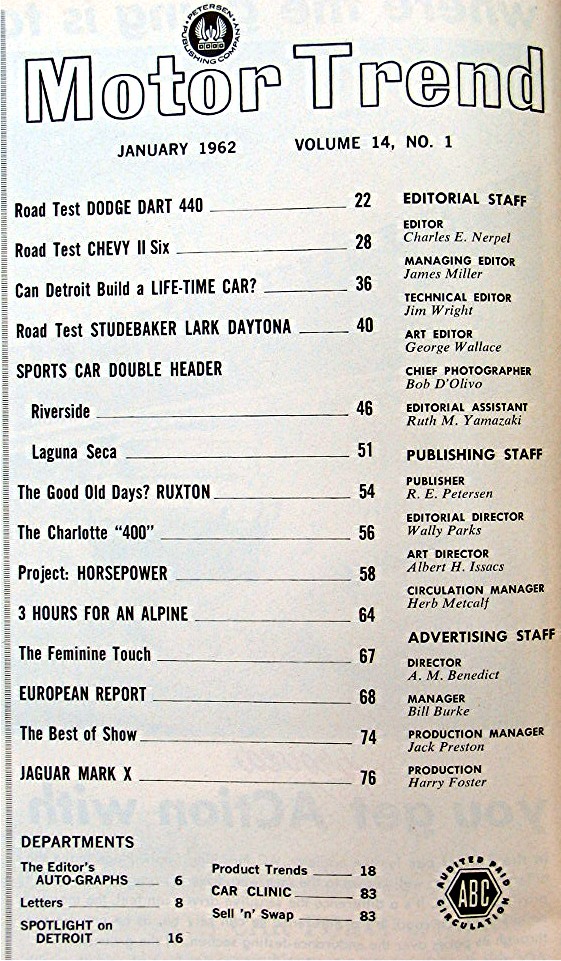 PETERSEN
PUBLISHING COMPANY
Motor Trend
JANUARY 1962 VOLUME 14, NO. 1
Road Test DODGE DART 440 22
Road Test CHEVY II Six 28
Can Detroit Build a LIFE-TIME CAR? 36
Road Test STUDEBAKER LARK DAYTONA 40
SPORTS CAR DOUBLE HEADER
Riverside 46
Laguna Seca 51
The Good Old Days? RUXTON 54
The Charlotte “400” 56
Project: HORSEPOWER 58
3 HOURS FOR AN ALPINE 64
The Feminine Touch 67
EUROPEAN REPORT 68
The Best of Show 74
JAGUAR MARK X 76
EDITORIAL STAFF
EDITOR
Charles E. Nerpel
MANAGING EDITOR
James Miller
TECHNICAL EDITOR
Jim Wright
ART EDITOR
George Wallace
CHIEF PHOTOGRAPHER
Bob D'Olivo
EDITORIAL ASSISTANT
Ruth M. Yamazaki
PUBLISHING STAFF
PUBLISHER
R. E. Petersen
EDITORIAL DIRECTOR
Wally Parks
ART DIRECTOR
Albert H. Issacs
CIRCULATION MANAGER
Herb Metcalf
ADVERTISING STAFF
DIRECTOR
A. M. Benedict
MANAGER
Bill Burke
PRODUCTION MANAGER
Jack Preston
PRODUCTION
Harry Foster
DEPARTMENTS
The Editor's
AUTO-GRAPHS 6
Letters 8
SPOTLIGHT on
DETROIT 16
Product Trends 18
CAR CLINIC 83
Sell 'n' Swap 83
AUDITED PAID
ABC
CIRCULATION